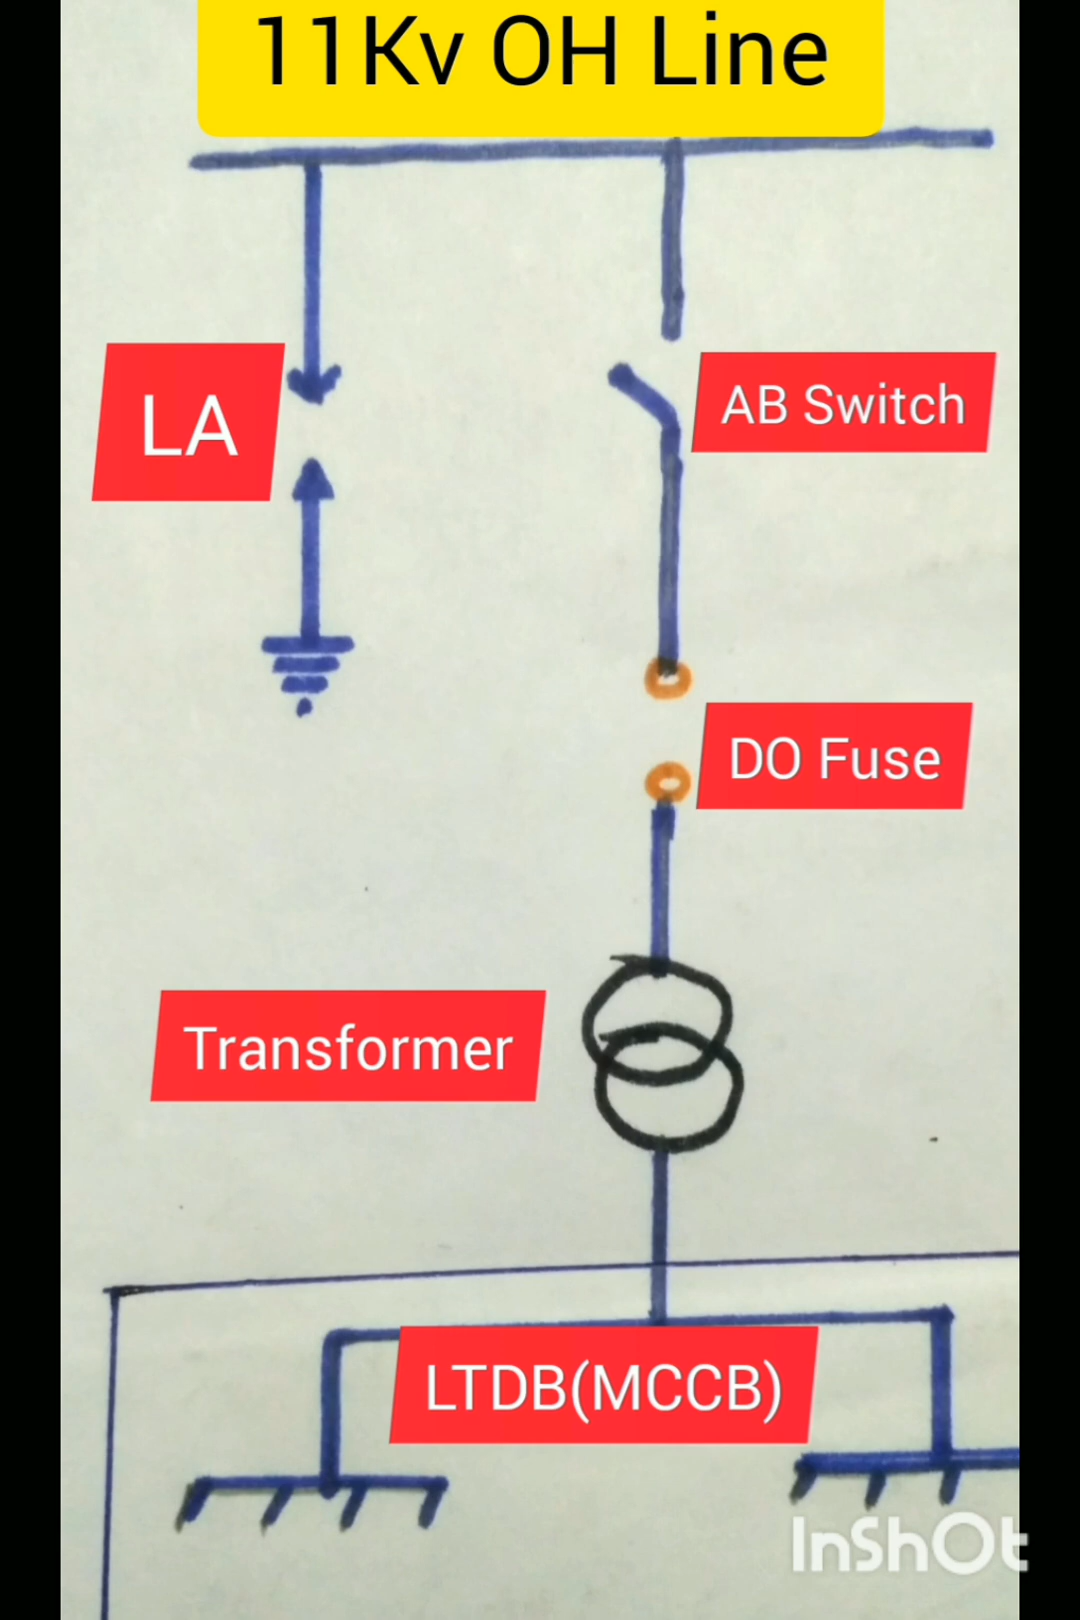 11Kv OH Line
LA
AB Switch
DO Fuse
Transformer
LTDB(MCCB)
InShOt